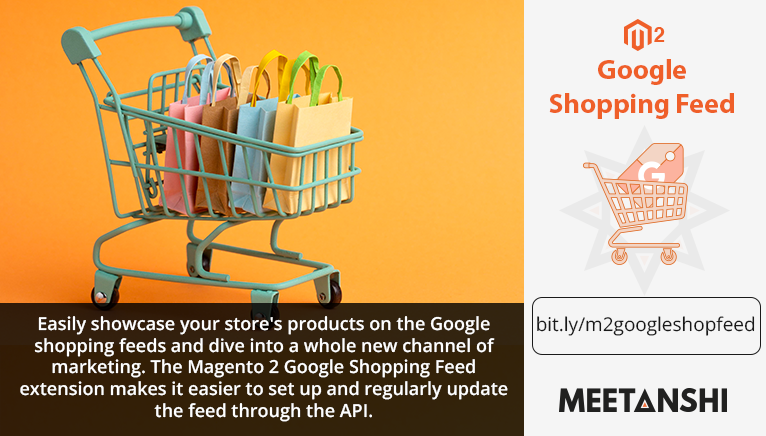 2
Google
Shopping Feed
G
bit.ly/m2googleshopfeed
MEETANSHI
Easily showcase your store's products on the Google
shopping feeds and dive into a whole new channel of
marketing. The Magento 2 Google Shopping Feed
extension makes it easier to set up and regularly update
the feed through the API.